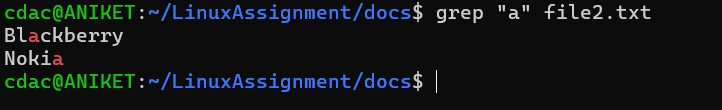 cdac@ANIKET:~/LinuxAssignment/docs$ grep "a" file2.txt
Blackberry
Nokia
cdac@ANIKET:~/LinuxAssignment/docs$